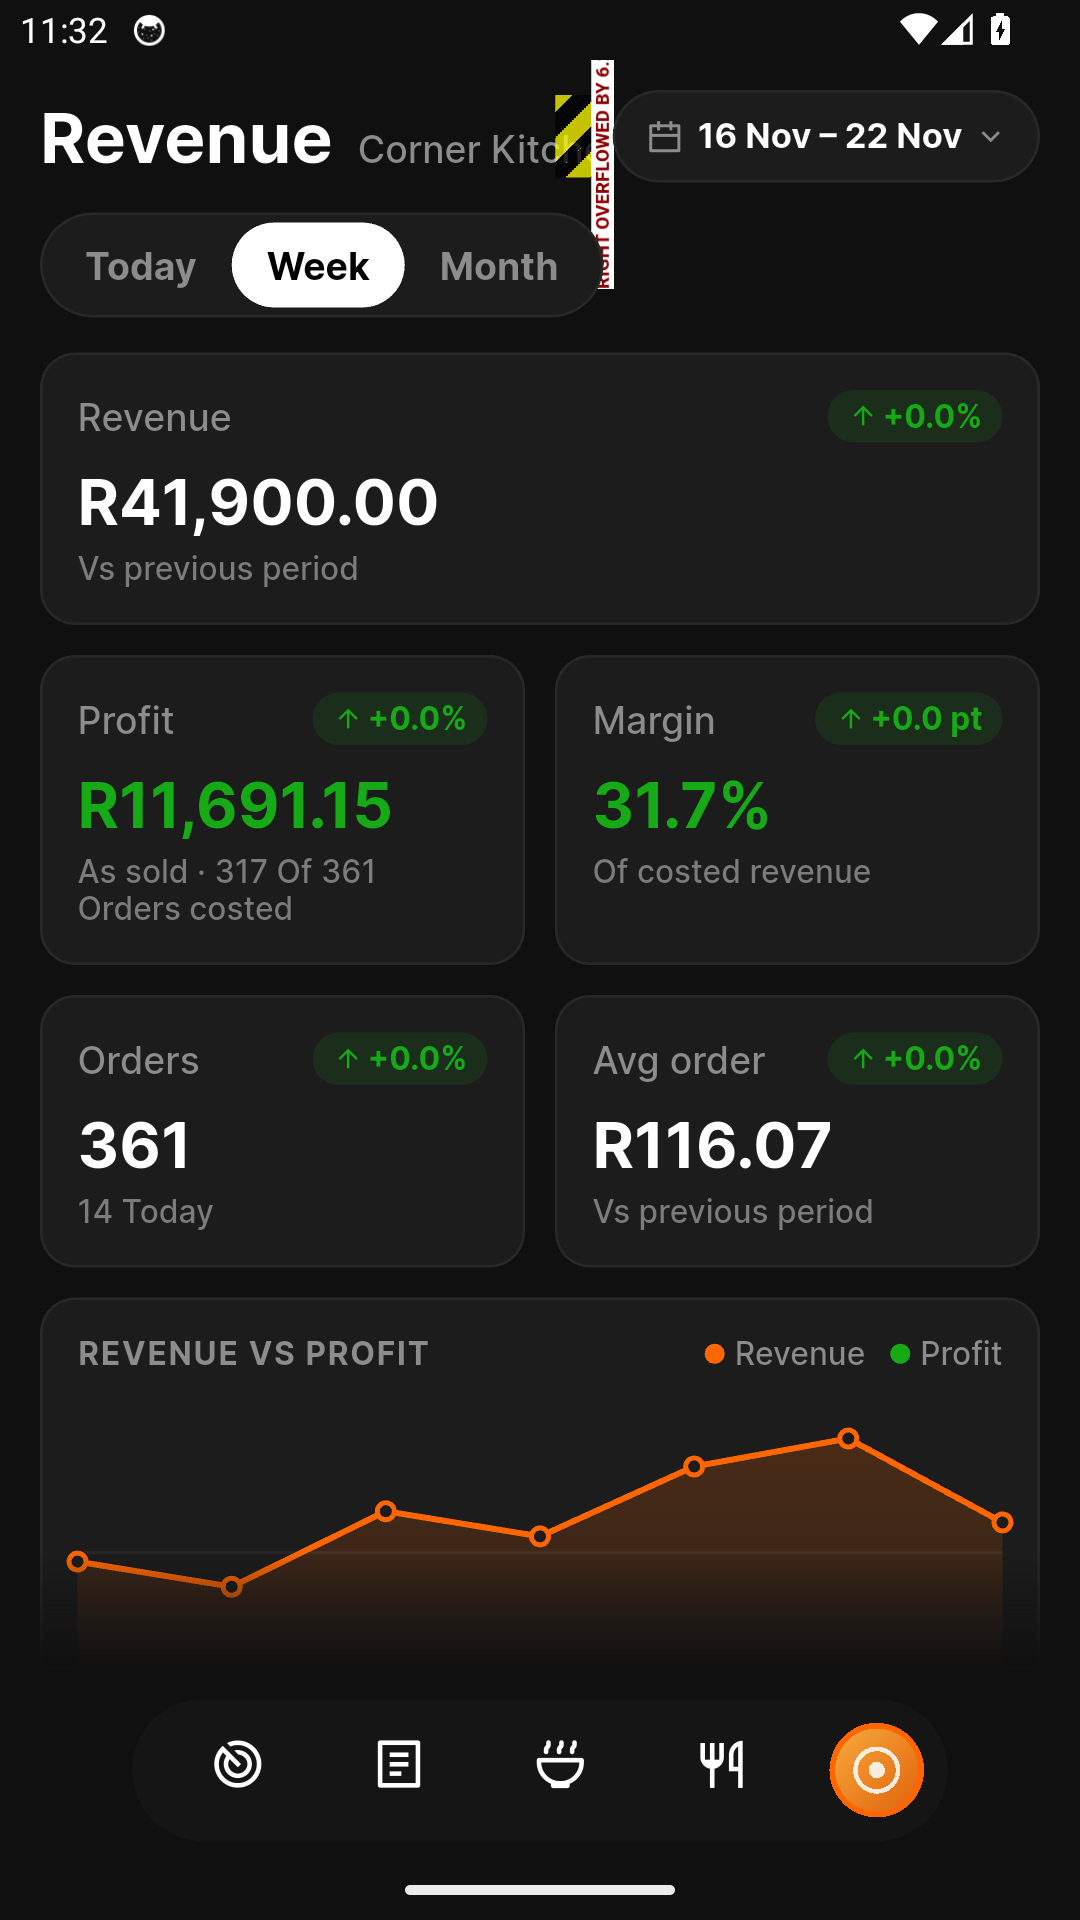 11:32
Revenue Corner Kitch
RIGHT OVERFLOWED BY 6.
16 Nov – 22 Nov
Today Week Month
Revenue ↑ +0.0%
R41,900.00
Vs previous period
Profit ↑ +0.0%
R11,691.15
As sold · 317 Of 361
Orders costed
Margin ↑ +0.0 pt
31.7%
Of costed revenue
Orders ↑ +0.0%
361
14 Today
Avg order ↑ +0.0%
R116.07
Vs previous period
REVENUE VS PROFIT Revenue Profit